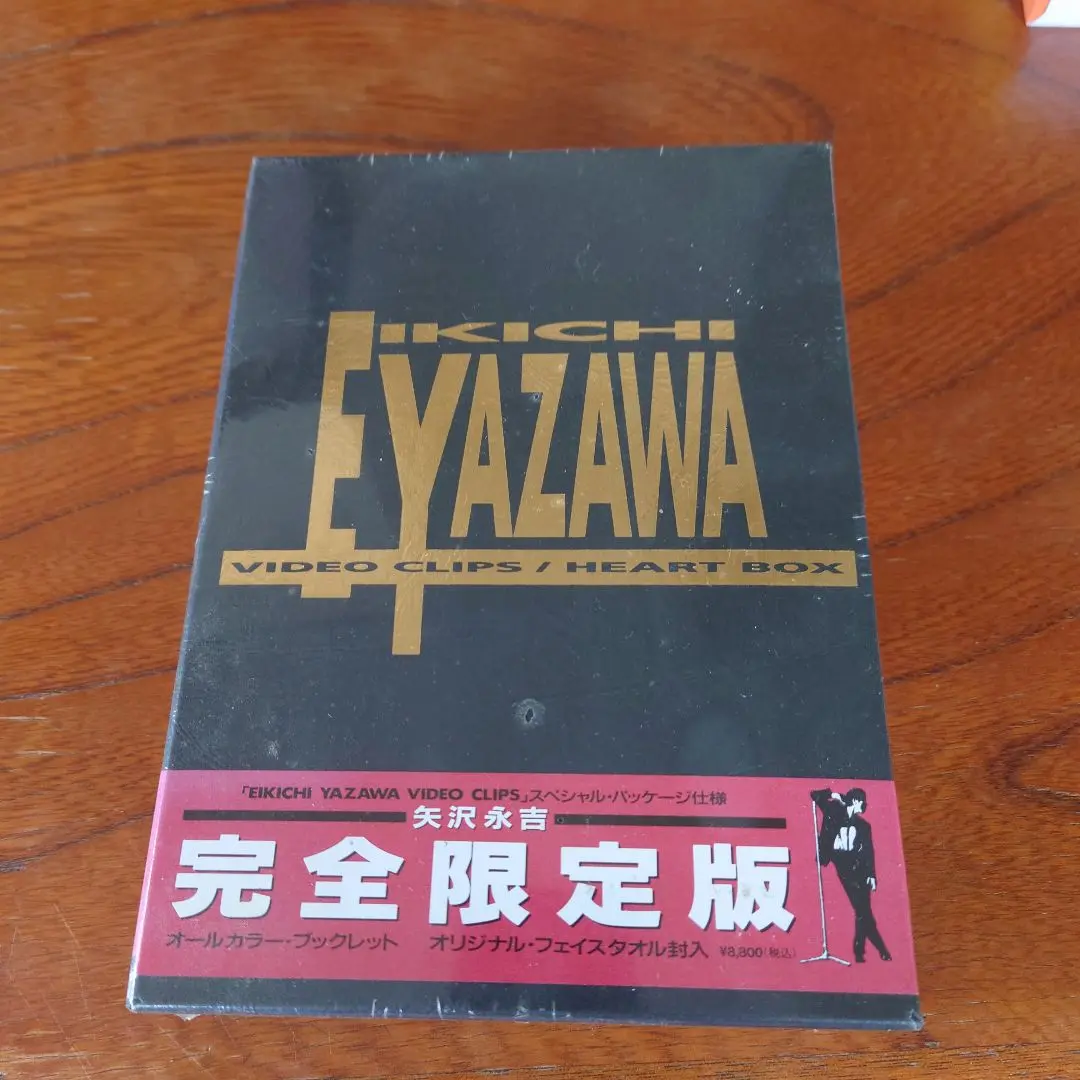 EIKICHI
YAZAWA
VIDEO CLIPS / HEART BOX
「EIKICHI YAZAWA VIDEO CLIPS」スペシャル・パッケージ仕様
矢沢永吉
完全限定版
オールカラー・ブックレット オリジナル・フェイスタオル封入 ¥8,800(税込)